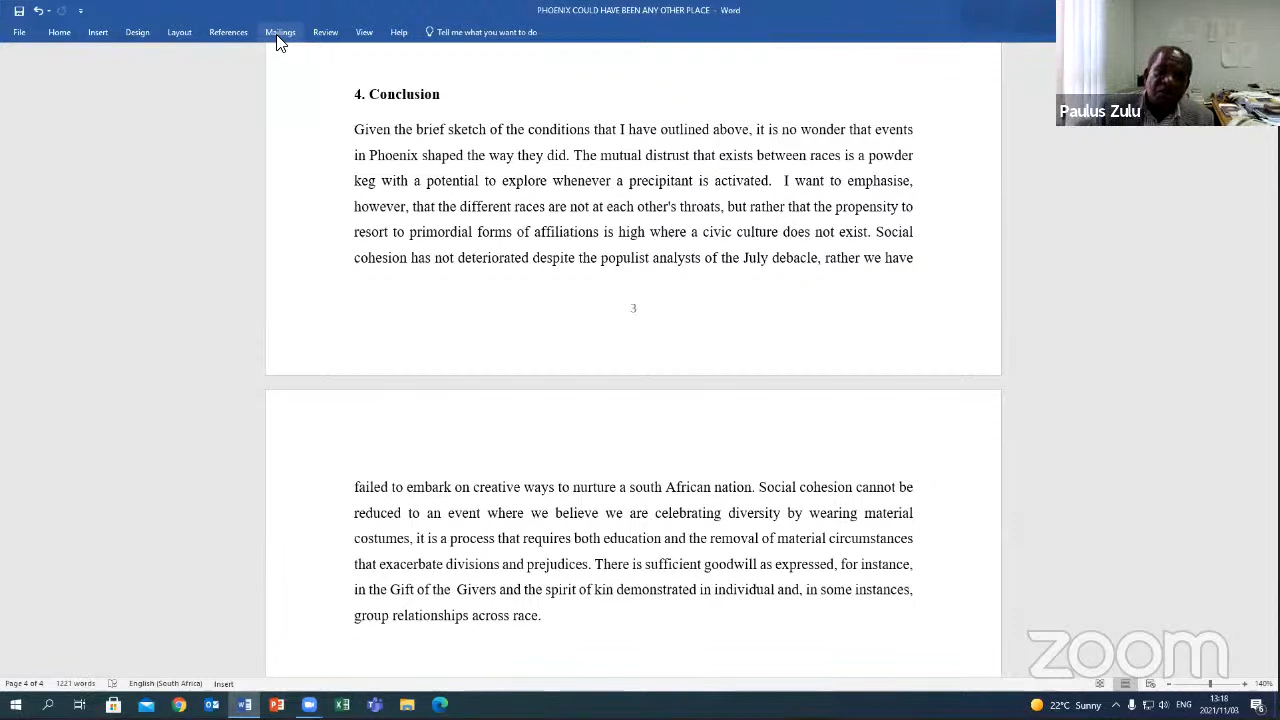 PHOENIX COULD HAVE BEEN ANY OTHER PLACE - Word
File Home Insert Design Layout References Mailings Review View Help Tell me what you want to do
Paulus Zulu
4. Conclusion
Given the brief sketch of the conditions that I have outlined above, it is no wonder that events
in Phoenix shaped the way they did. The mutual distrust that exists between races is a powder
keg with a potential to explore whenever a precipitant is activated. I want to emphasise,
however, that the different races are not at each other's throats, but rather that the propensity to
resort to primordial forms of affiliations is high where a civic culture does not exist. Social
cohesion has not deteriorated despite the populist analysts of the July debacle, rather we have
3
failed to embark on creative ways to nurture a south African nation. Social cohesion cannot be
reduced to an event where we believe we are celebrating diversity by wearing material
costumes, it is a process that requires both education and the removal of material circumstances
that exacerbate divisions and prejudices. There is sufficient goodwill as expressed, for instance,
in the Gift of the Givers and the spirit of kin demonstrated in individual and, in some instances,
group relationships across race.
zoom
Page 4 of 4 1221 words English (South Africa) Insert 140%
22°C Sunny 13:18
2021/11/03